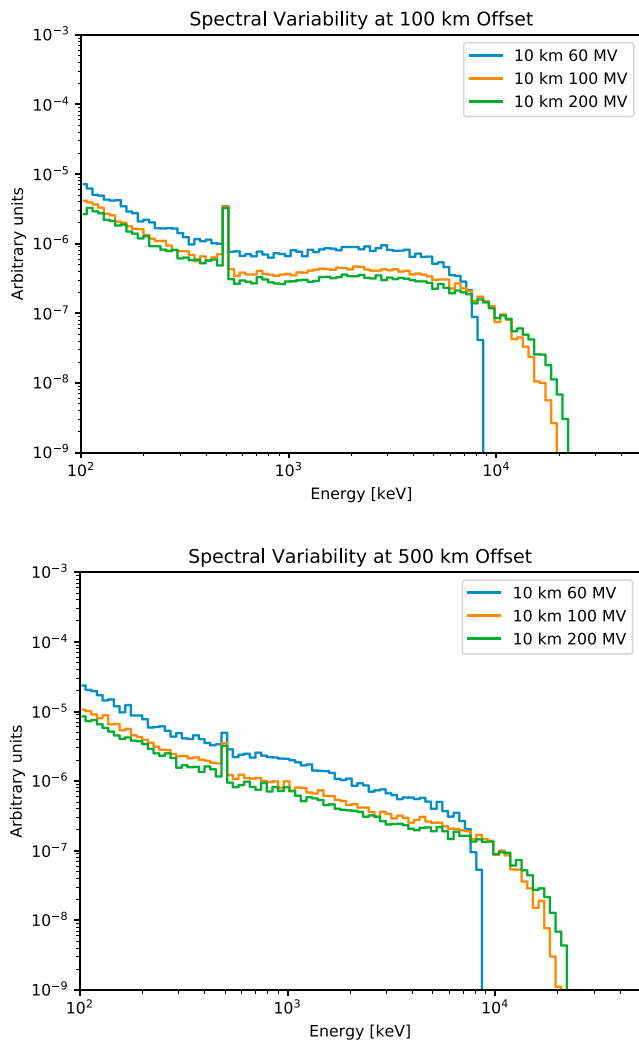 Spectral Variability at 100 km Offset
10⁻³
10⁻⁴
10⁻⁵
10⁻⁶
10⁻⁷
10⁻⁸
10⁻⁹
Arbitrary units
10 km 60 MV
10 km 100 MV
10 km 200 MV
10² 10³ 10⁴
Energy [keV]
Spectral Variability at 500 km Offset
10⁻³
10⁻⁴
10⁻⁵
10⁻⁶
10⁻⁷
10⁻⁸
10⁻⁹
Arbitrary units
10 km 60 MV
10 km 100 MV
10 km 200 MV
10² 10³ 10⁴
Energy [keV]